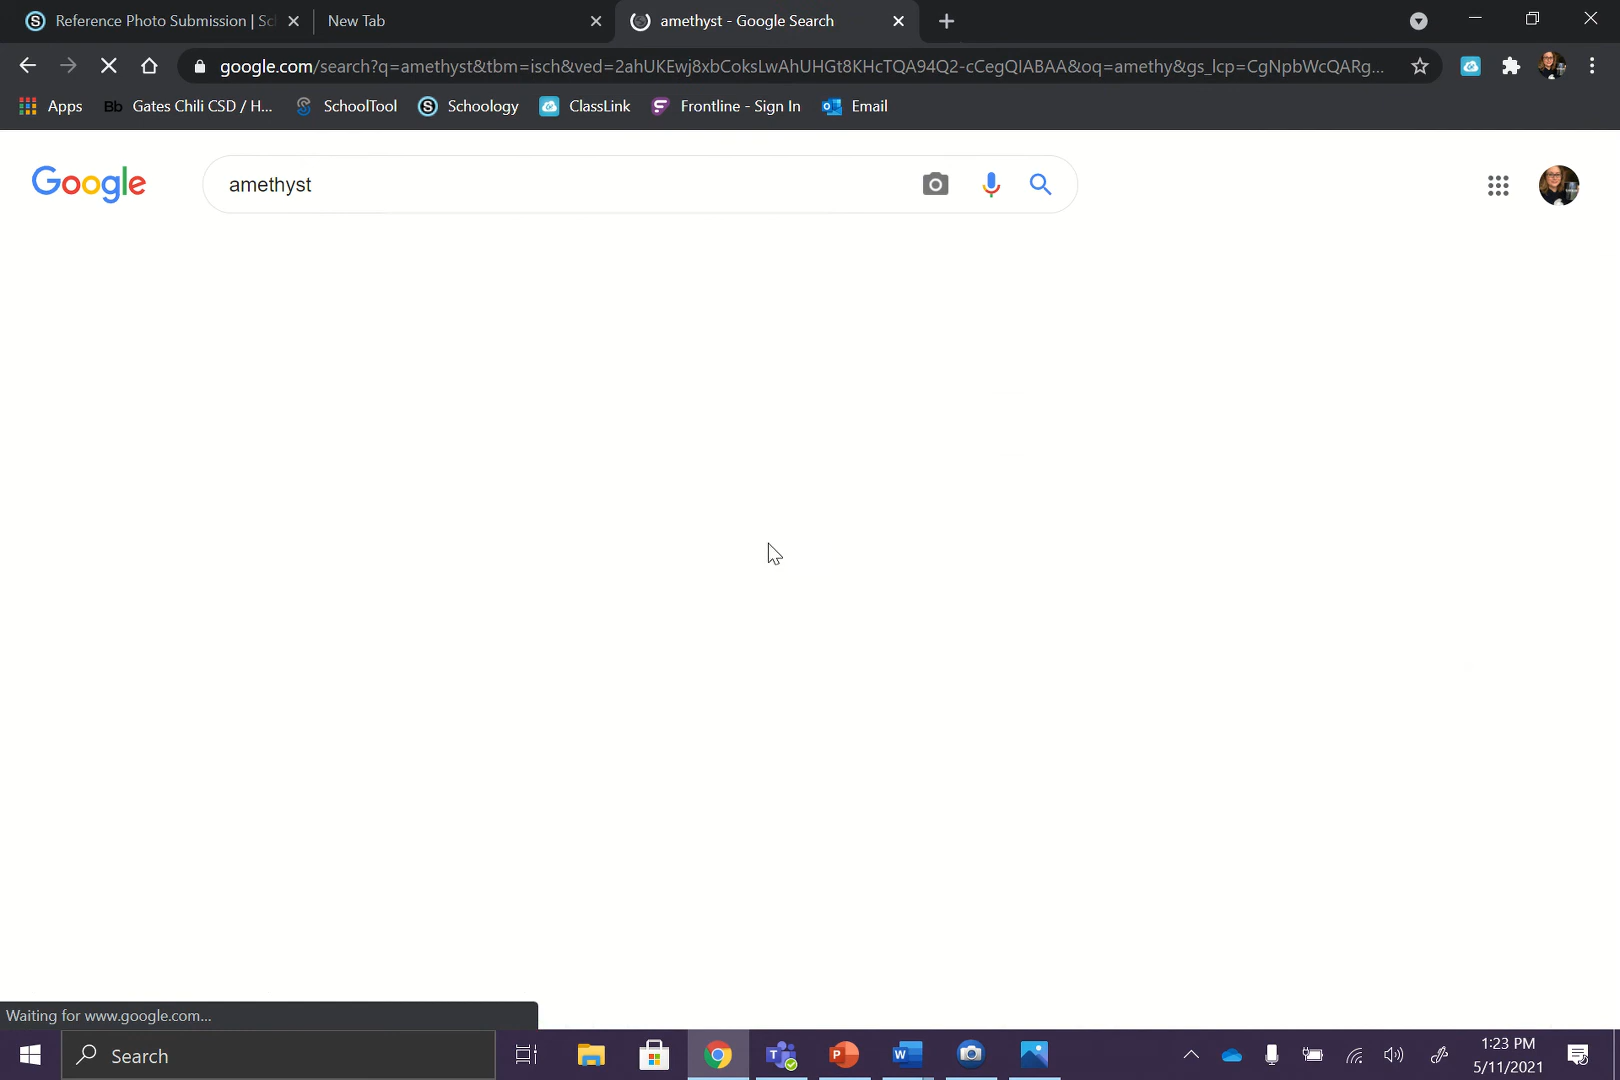 Reference Photo Submission | Sc
New Tab
amethyst - Google Search
google.com/search?q=amethyst&tbm=isch&ved=2ahUKEwj8xbCoksLwAhUHGt8KHcTQA94Q2-cCegQIABAA&oq=amethy&gs_lcp=CgNpbWcQARg...
Apps
Bb Gates Chili CSD / H...
SchoolTool
Schoology
ClassLink
Frontline - Sign In
Email
Google
amethyst
Waiting for www.google.com...
Search
1:23 PM
5/11/2021